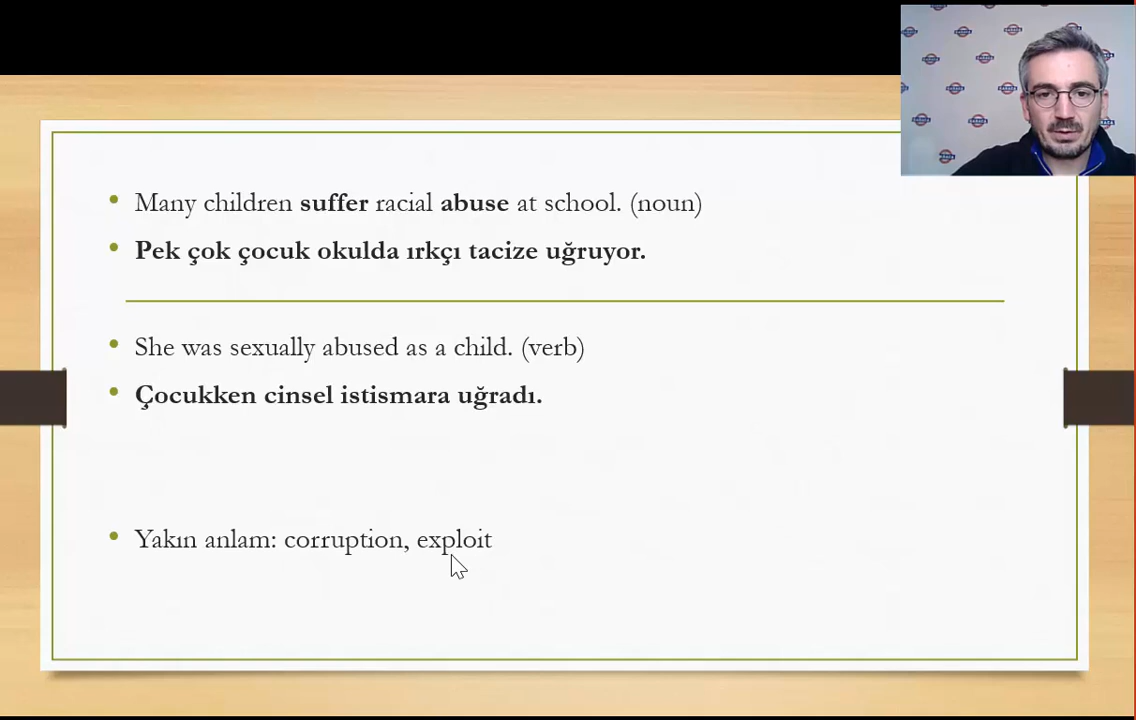 Many children suffer racial abuse at school. (noun)
Pek çok çocuk okulda ırkçı tacize uğruyor.
She was sexually abused as a child. (verb)
Çocukken cinsel istismara uğradı.
Yakın anlam: corruption, exploit